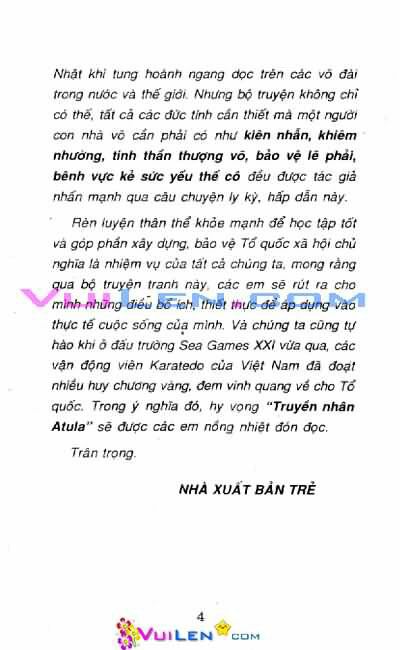 Nhật khi tung hoành ngang dọc trên các võ đài
trong nước và thế giới. Nhưng bộ truyện không chỉ
có thế, tất cả các đức tính cần thiết mà một người
con nhà võ cần phải có như kiên nhẫn, khiêm
nhường, tinh thần thượng võ, bảo vệ lẽ phải,
bênh vực kẻ sức yếu thế cô đều được tác giả
nhấn mạnh qua câu chuyện ly kỳ, hấp dẫn này.
Rèn luyện thân thể khỏe mạnh để học tập tốt
và góp phần xây dựng, bảo vệ Tổ quốc xã hội chủ
nghĩa là nhiệm vụ của tất cả chúng ta, mong rằng
qua bộ truyện tranh này, các em sẽ rút ra cho
mình những điều bổ ích, thiết thực để áp dụng vào
thực tế cuộc sống của mình. Và chúng ta cũng tự
hào khi ở đấu trường Sea Games XXI vừa qua, các
vận động viên Karatedo của Việt Nam đã đoạt
nhiều huy chương vàng, đem vinh quang về cho Tổ
quốc. Trong ý nghĩa đó, hy vọng "Truyền nhân
Atula" sẽ được các em nồng nhiệt đón đọc.
Trân trọng.
NHÀ XUẤT BẢN TRẺ
4
VUILEN.COM